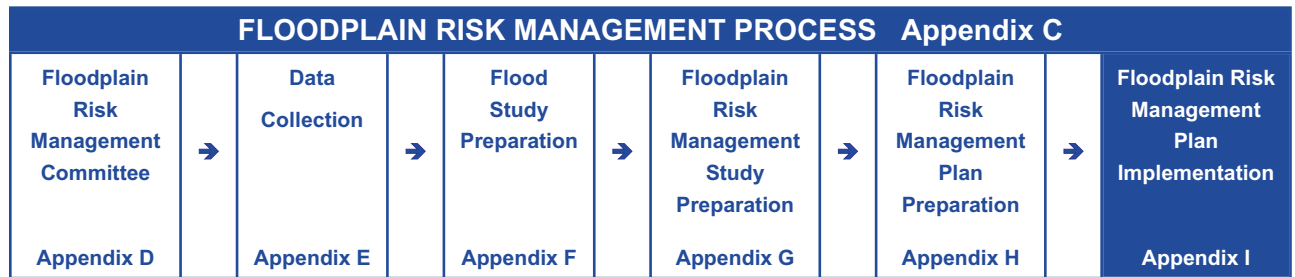 FLOODPLAIN RISK MANAGEMENT PROCESS Appendix C
Floodplain
Risk
Management
Committee
Appendix D
➔
Data
Collection
Appendix E
➔
Flood
Study
Preparation
Appendix F
➔
Floodplain
Risk
Management
Study
Preparation
Appendix G
➔
Floodplain
Risk
Management
Plan
Preparation
Appendix H
➔
Floodplain Risk
Management
Plan
Implementation
Appendix I